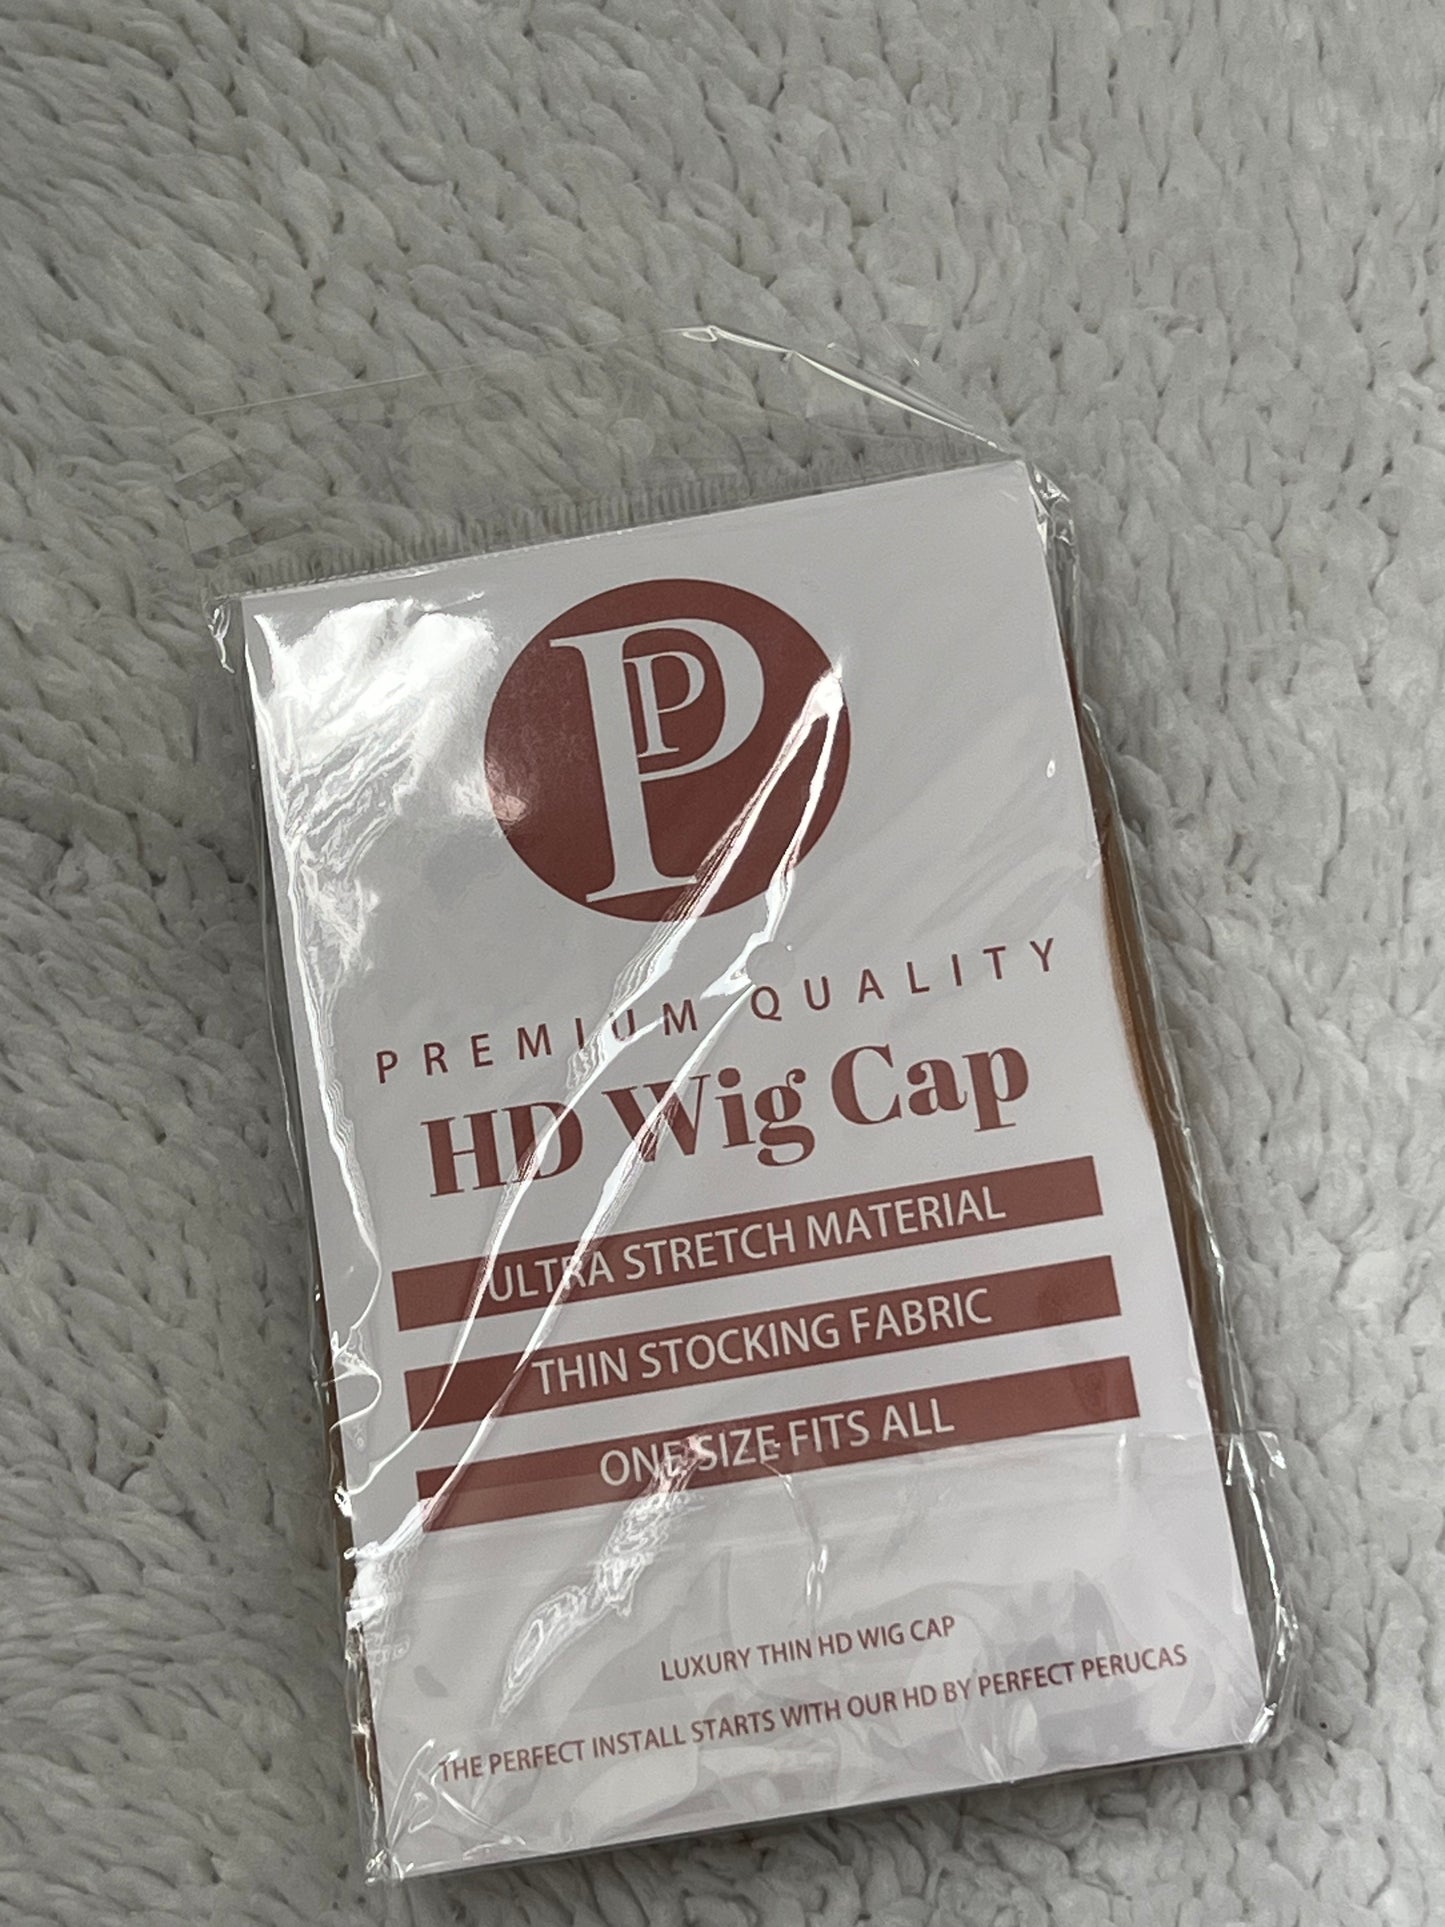 P
P
PREMIUM QUALITY
HD Wig Cap
ULTRA STRETCH MATERIAL
THIN STOCKING FABRIC
ONE SIZE FITS ALL
LUXURY THIN HD WIG CAP
THE PERFECT INSTALL STARTS WITH OUR HD BY PERFECT PERUCAS